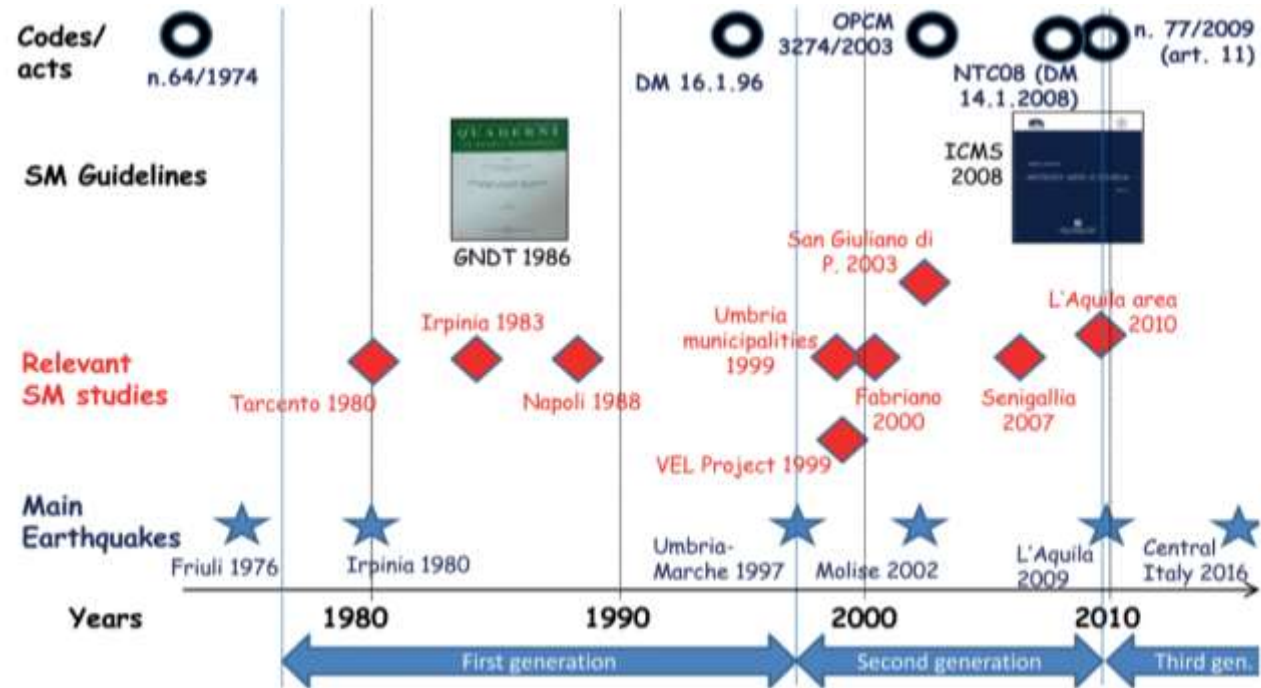 Codes/
acts
n.64/1974
DM 16.1.96
OPCM
3274/2003
NTC08 (DM
14.1.2008)
n. 77/2009
(art. 11)
SM Guidelines
QUADERNI
GNDT 1986
ICMS
2008
San Giuliano di
P. 2003
L'Aquila area
2010
Irpinia 1983
Umbria
municipalities
1999
Relevant
SM studies
Tarcento 1980
Napoli 1988
Fabriano
2000
Senigallia
2007
VEL Project 1999
Main
Earthquakes
Friuli 1976
Irpinia 1980
Umbria-
Marche 1997
Molise 2002
L'Aquila
2009
Central
Italy 2016
Years
1980
1990
2000
2010
First generation
Second generation
Third gen.